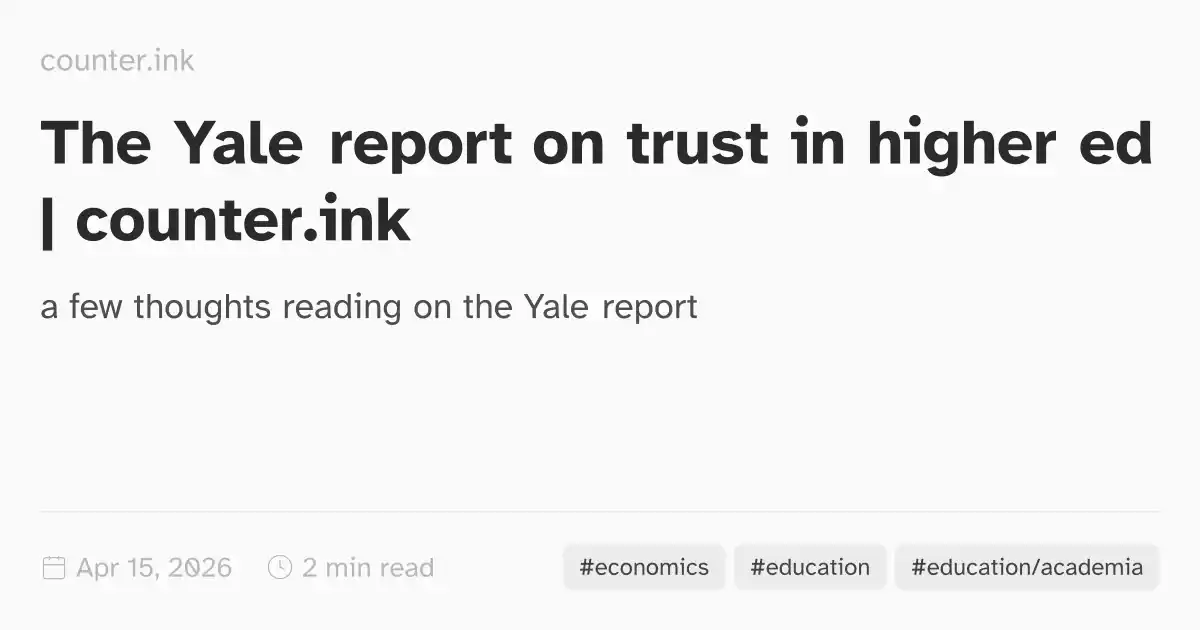 counter.ink
The Yale report on trust in higher ed
| counter.ink
a few thoughts reading on the Yale report
Apr 15, 2026
2 min read
#economics
#education
#education/academia